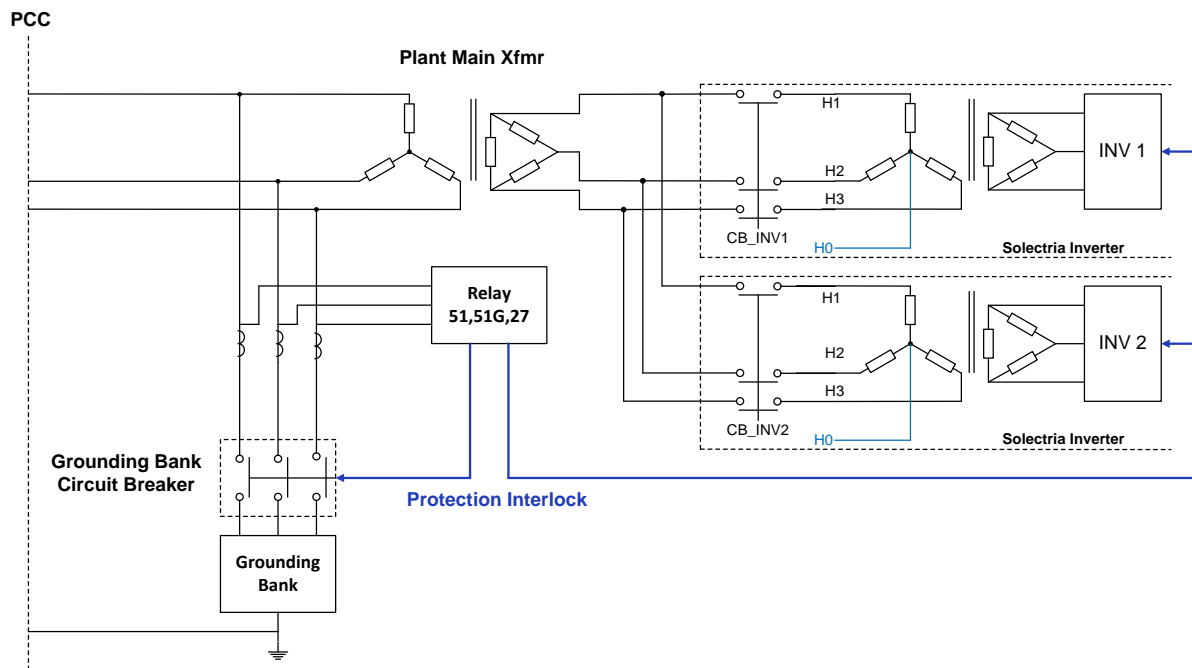 PCC
Plant Main Xfmr
H1
H2
H3
CB_INV1
H0
INV 1
Solectria Inverter
Relay
51,51G,27
H1
H2
H3
CB_INV2
H0
INV 2
Solectria Inverter
Grounding Bank
Circuit Breaker
Protection Interlock
Grounding
Bank